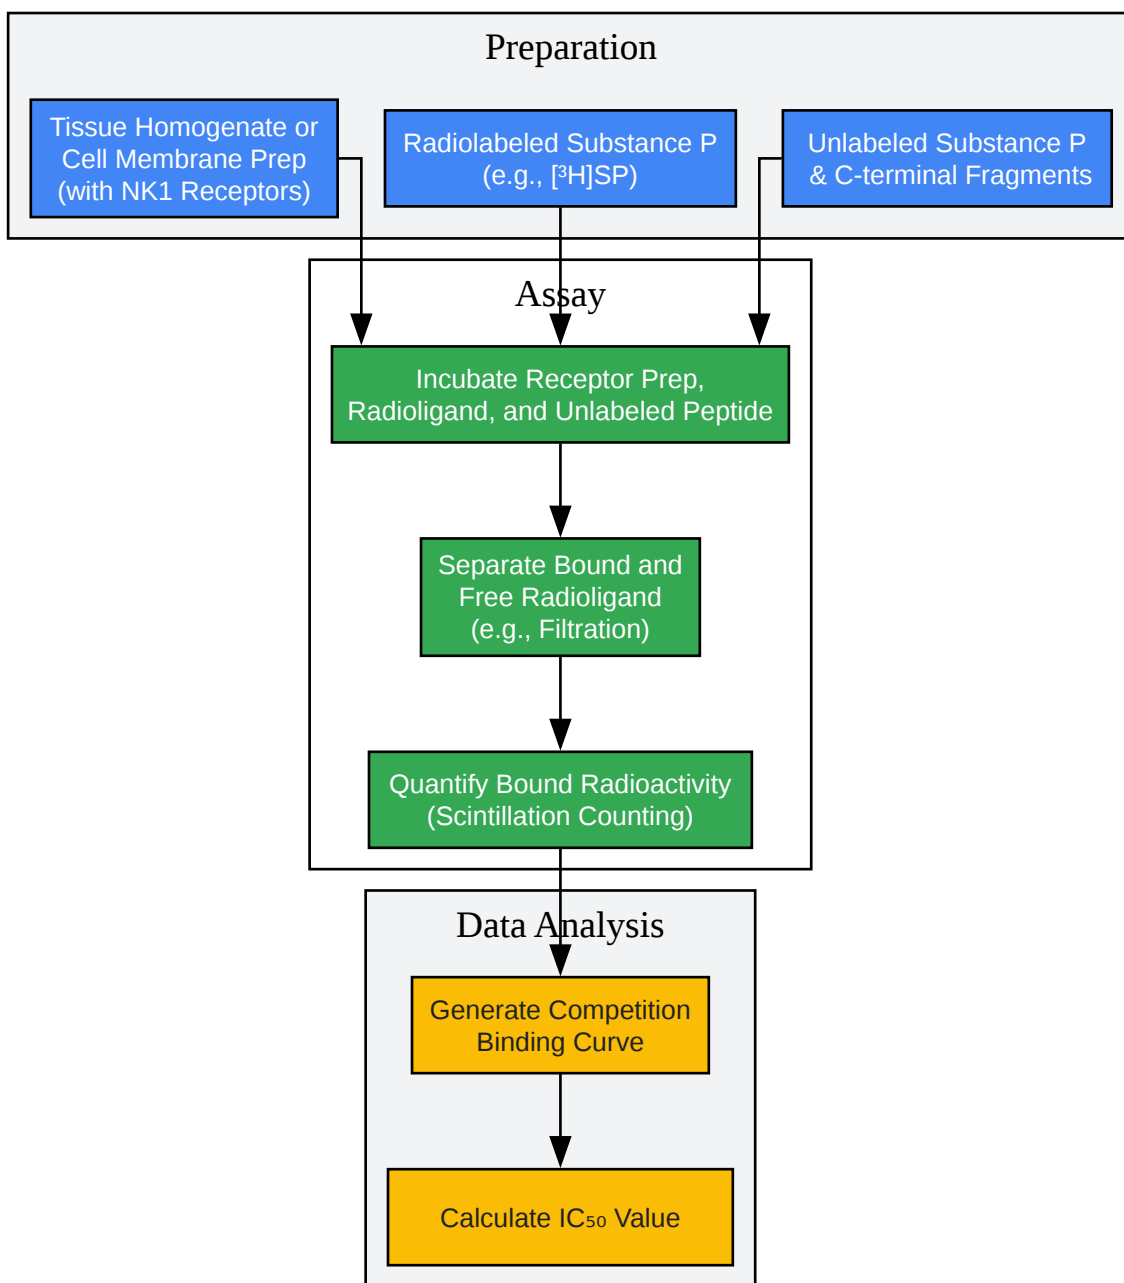 Preparation
Tissue Homogenate or
Cell Membrane Prep
(with NK1 Receptors)
Radiolabeled Substance P
(e.g., [³H]SP)
Unlabeled Substance P
& C-terminal Fragments
Assay
Incubate Receptor Prep,
Radioligand, and Unlabeled Peptide
Separate Bound and
Free Radioligand
(e.g., Filtration)
Quantify Bound Radioactivity
(Scintillation Counting)
Data Analysis
Generate Competition
Binding Curve
Calculate IC₅₀ Value